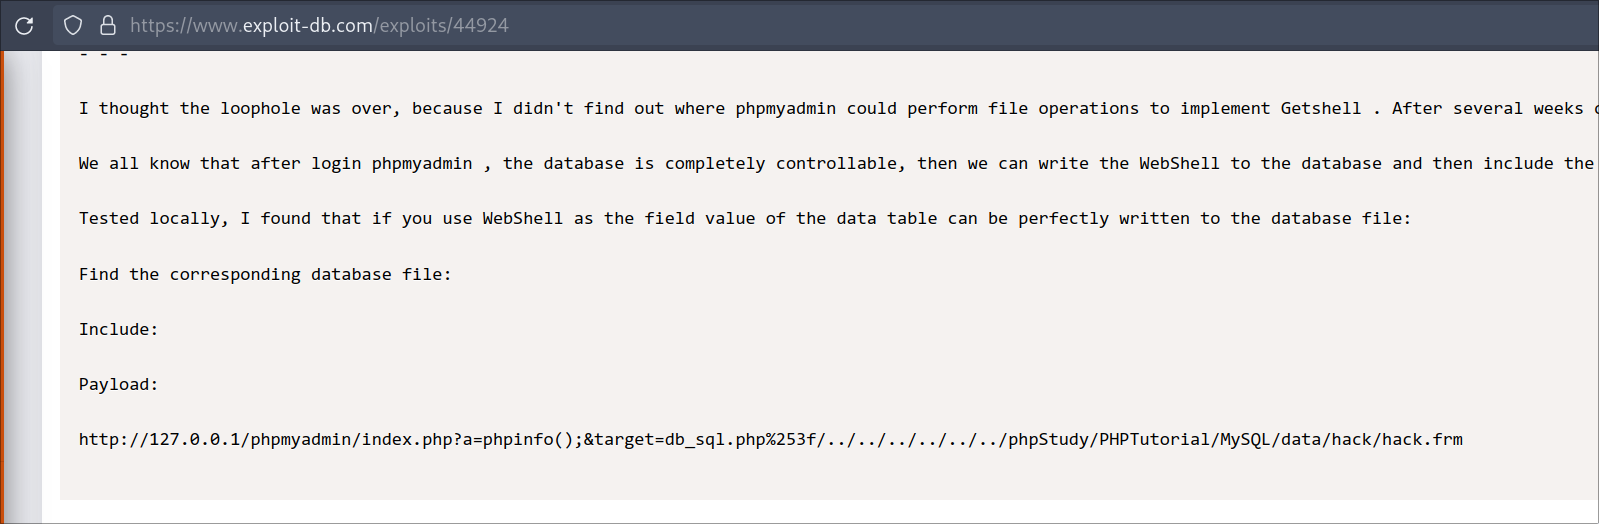 https://www.exploit-db.com/exploits/44924
- - -
I thought the loophole was over, because I didn't find out where phpmyadmin could perform file operations to implement Getshell . After several weeks
We all know that after login phpmyadmin , the database is completely controllable, then we can write the WebShell to the database and then include the
Tested locally, I found that if you use WebShell as the field value of the data table can be perfectly written to the database file:
Find the corresponding database file:
Include:
Payload:
http://127.0.0.1/phpmyadmin/index.php?a=phpinfo();&target=db_sql.php%253f/../../../../../../phpStudy/PHPTutorial/MySQL/data/hack/hack.frm